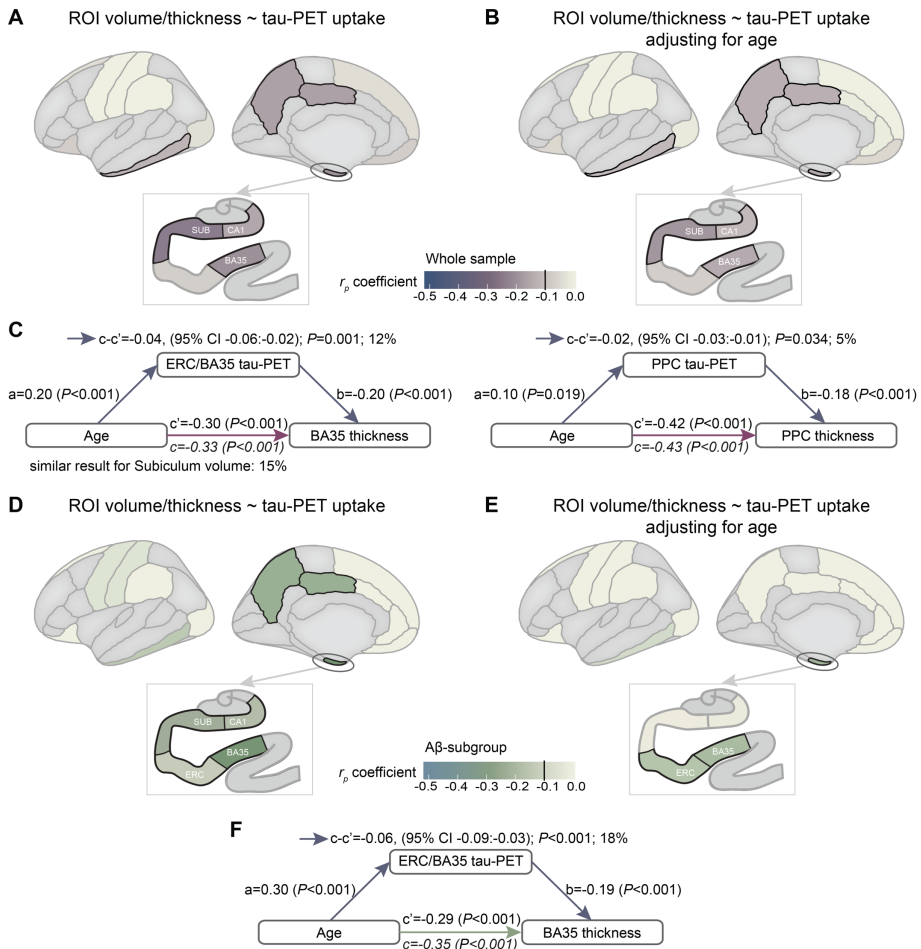 A
ROI volume/thickness ~ tau-PET uptake
B
ROI volume/thickness ~ tau-PET uptake
adjusting for age
SUB
CA1
BA35
SUB
CA1
BA35
Whole sample
rp coefficient
-0.5 -0.4 -0.3 -0.2 -0.1 0.0
C
c-c'=-0.04, (95% CI -0.06:-0.02); P=0.001; 12%
ERC/BA35 tau-PET
a=0.20 (P<0.001)
b=-0.20 (P<0.001)
c'=-0.30 (P<0.001)
Age
BA35 thickness
c=-0.33 (P<0.001)
similar result for Subiculum volume: 15%
c-c'=-0.02, (95% CI -0.03:-0.01); P=0.034; 5%
PPC tau-PET
a=0.10 (P=0.019)
b=-0.18 (P<0.001)
c'=-0.42 (P<0.001)
Age
PPC thickness
c=-0.43 (P<0.001)
D
ROI volume/thickness ~ tau-PET uptake
E
ROI volume/thickness ~ tau-PET uptake
adjusting for age
SUB
CA1
BA35
ERC
BA35
ERC
Aβ-subgroup
rp coefficient
-0.5 -0.4 -0.3 -0.2 -0.1 0.0
F
c-c'=-0.06, (95% CI -0.09:-0.03); P<0.001; 18%
ERC/BA35 tau-PET
a=0.30 (P<0.001)
b=-0.19 (P<0.001)
c'=-0.29 (P<0.001)
Age
BA35 thickness
c=-0.35 (P<0.001)